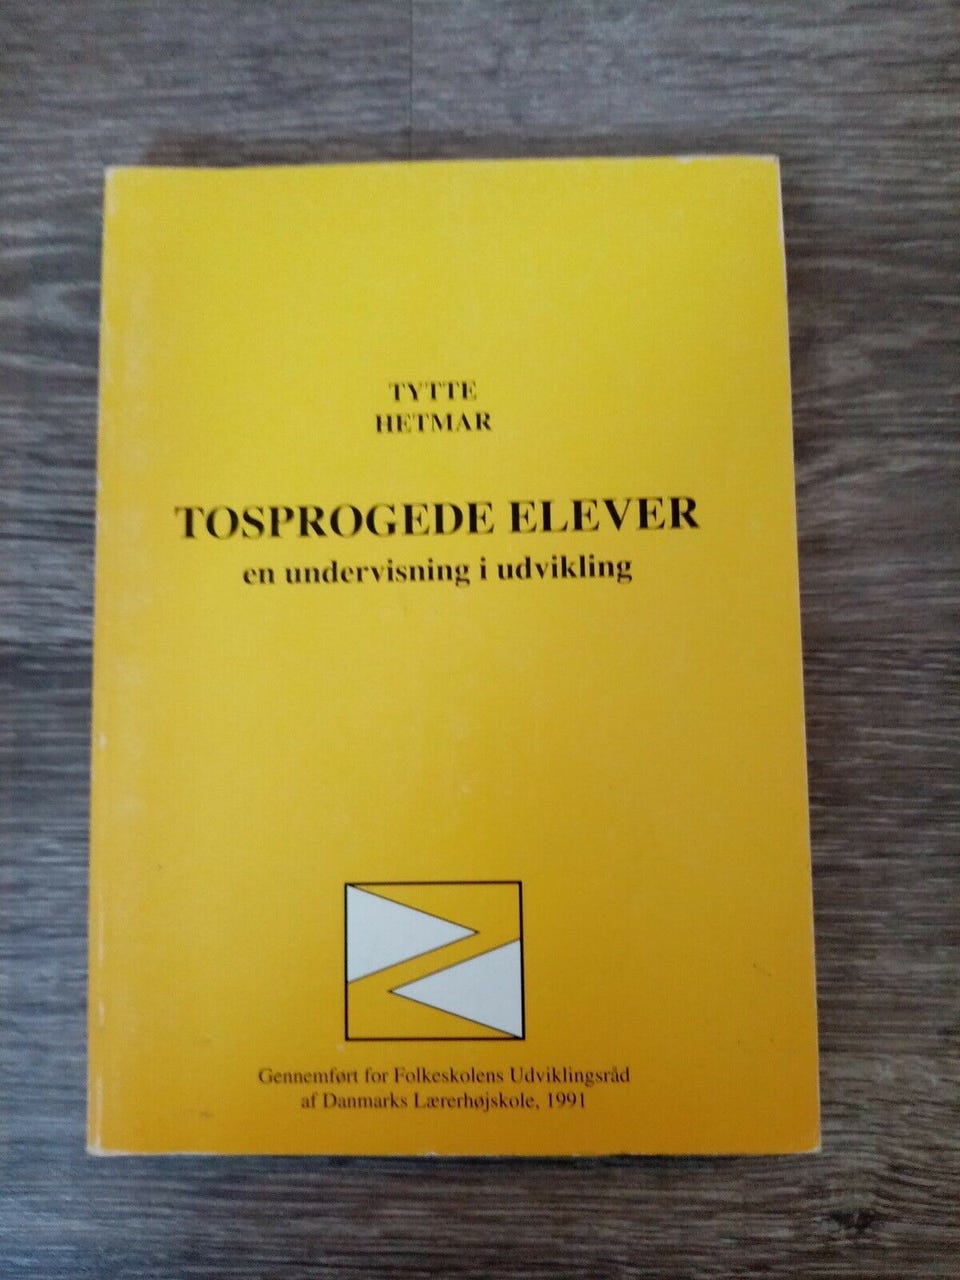 TYTTE
HETMAR
TOSPROGEDE ELEVER
en undervisning i udvikling
Gennemført for Folkeskolens Udviklingsråd
af Danmarks Lærerhøjskole, 1991